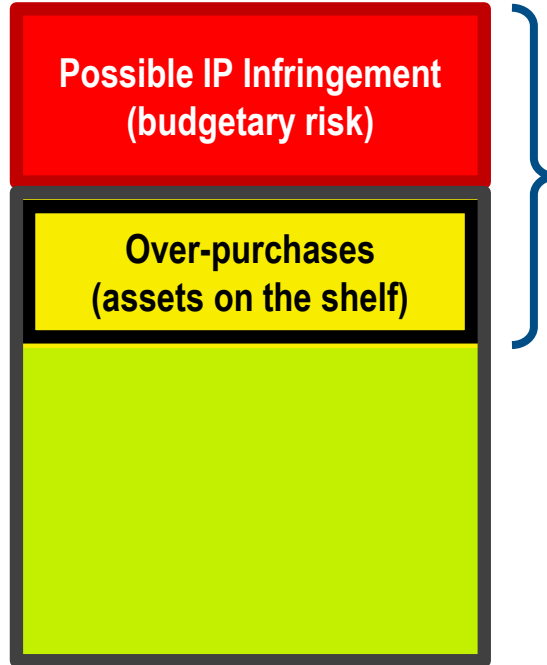 Possible IP Infringement
(budgetary risk)
Over-purchases
(assets on the shelf)